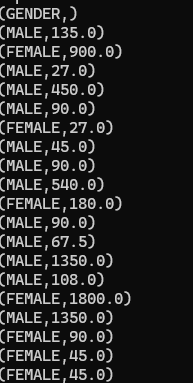 (GENDER,)
(MALE,135.0)
(FEMALE,900.0)
(MALE,27.0)
(MALE,450.0)
(MALE,90.0)
(FEMALE,27.0)
(MALE,45.0)
(MALE,90.0)
(MALE,540.0)
(FEMALE,180.0)
(MALE,90.0)
(MALE,67.5)
(MALE,1350.0)
(MALE,108.0)
(FEMALE,1800.0)
(MALE,1350.0)
(FEMALE,90.0)
(FEMALE,45.0)
(FEMALE,45.0)